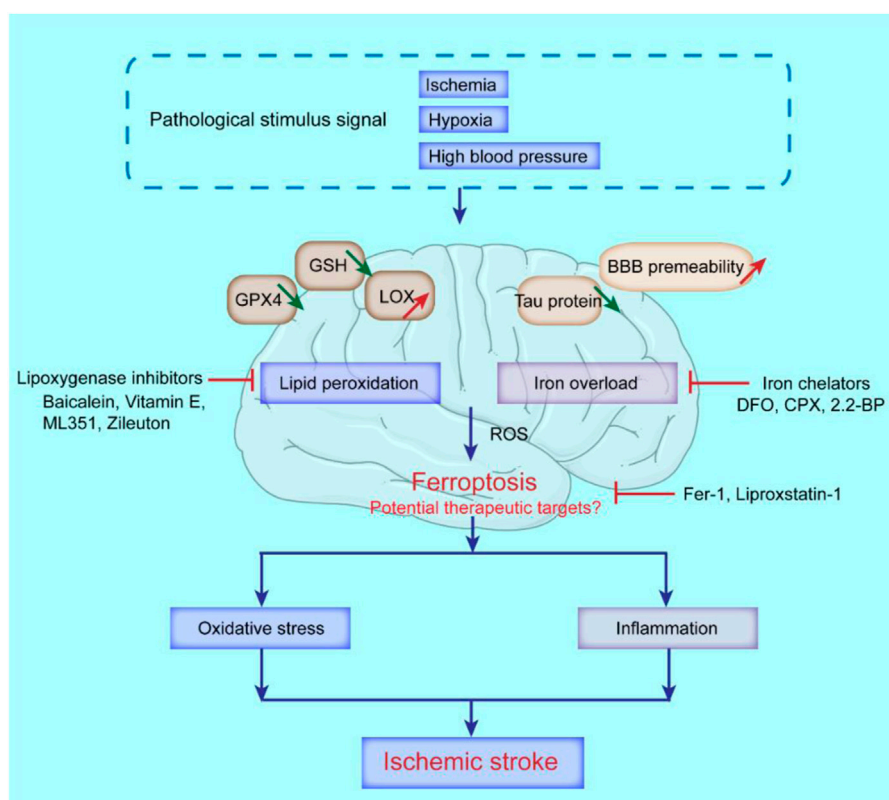 Ischemia
Pathological stimulus signal
Hypoxia
High blood pressure
GSH
BBB premeability
GPX4
LOX
Tau protein
Lipoxygenase inhibitors
Baicalein, Vitamin E,
ML351, Zileuton
Lipid peroxidation
Iron overload
Iron chelators
DFO, CPX, 2.2-BP
ROS
Ferroptosis
Potential therapeutic targets?
Fer-1, Liproxstatin-1
Oxidative stress
Inflammation
Ischemic stroke